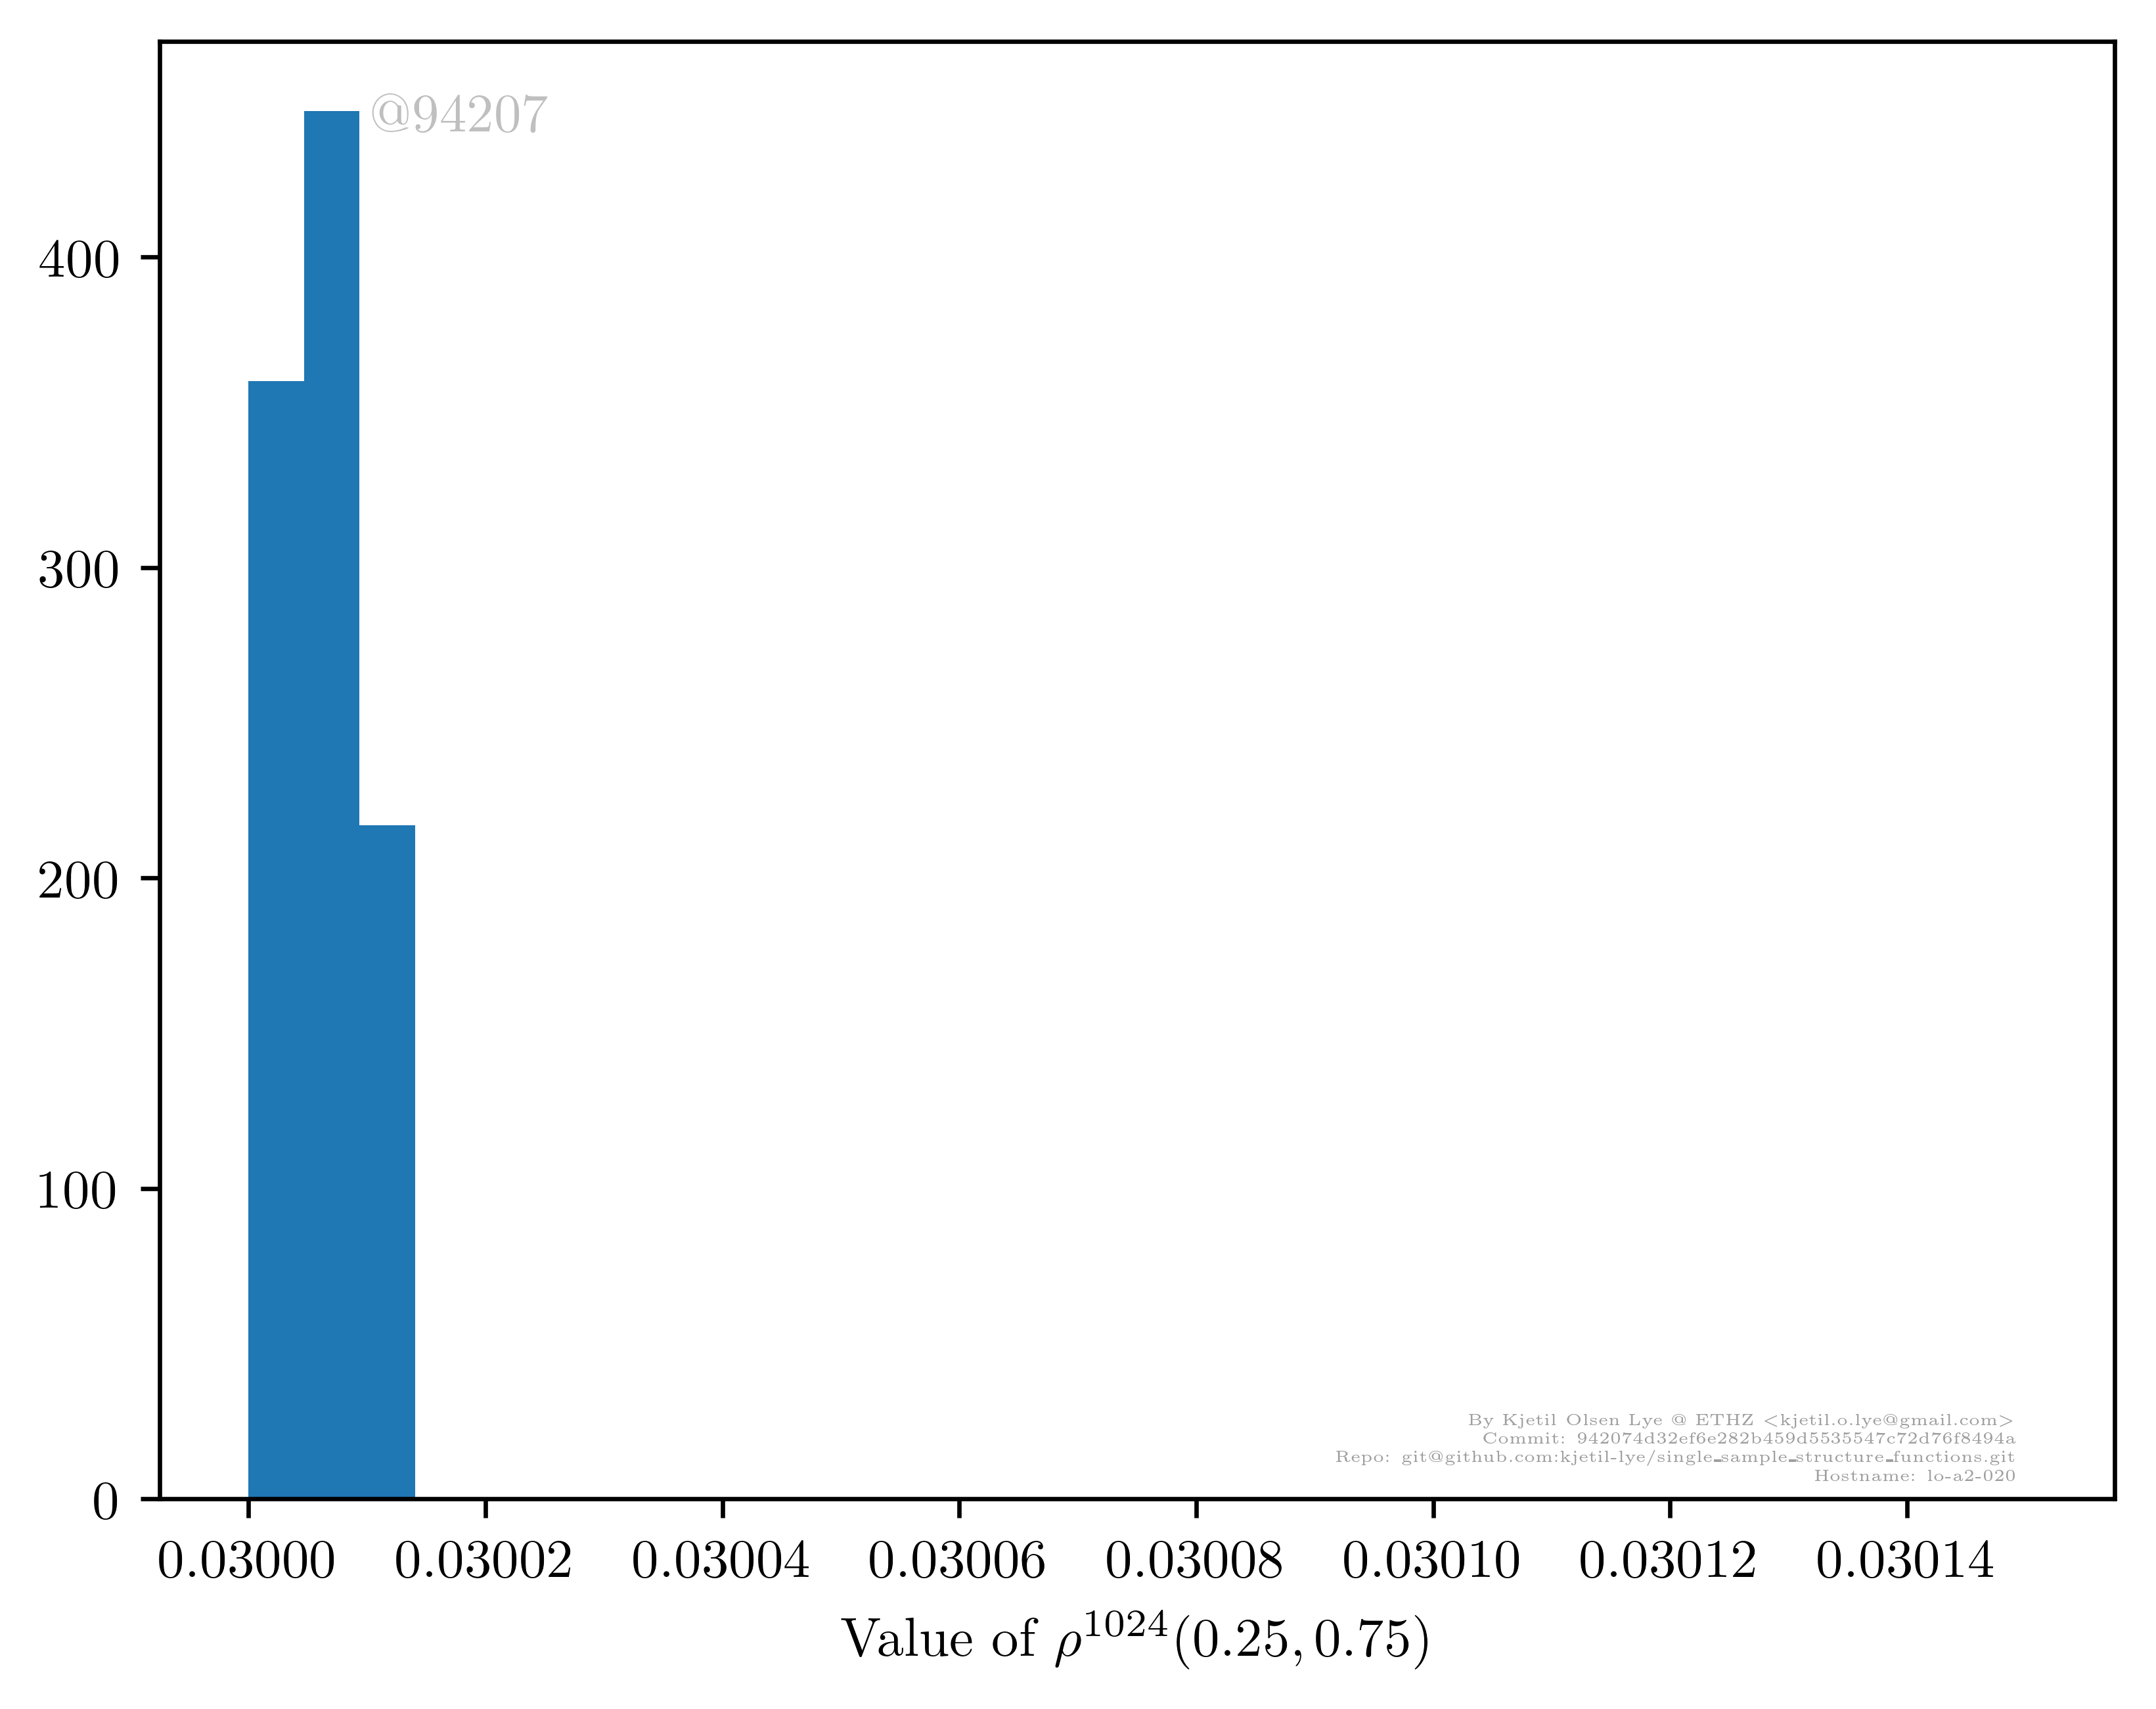 @94207
400
300
200
100
0
By Kjetil Olsen Lye @ ETHZ <kjetil.o.lye@gmail.com>
Commit: 942074d32ef6e282b459d5535547c72d76f8494a
Repo: git@github.com:kjetil-lye/single_sample_structure_functions.git
Hostname: lo-a2-020
0.03000 0.03002 0.03004 0.03006 0.03008 0.03010 0.03012 0.03014
Value of ρ¹⁰²⁴(0.25, 0.75)